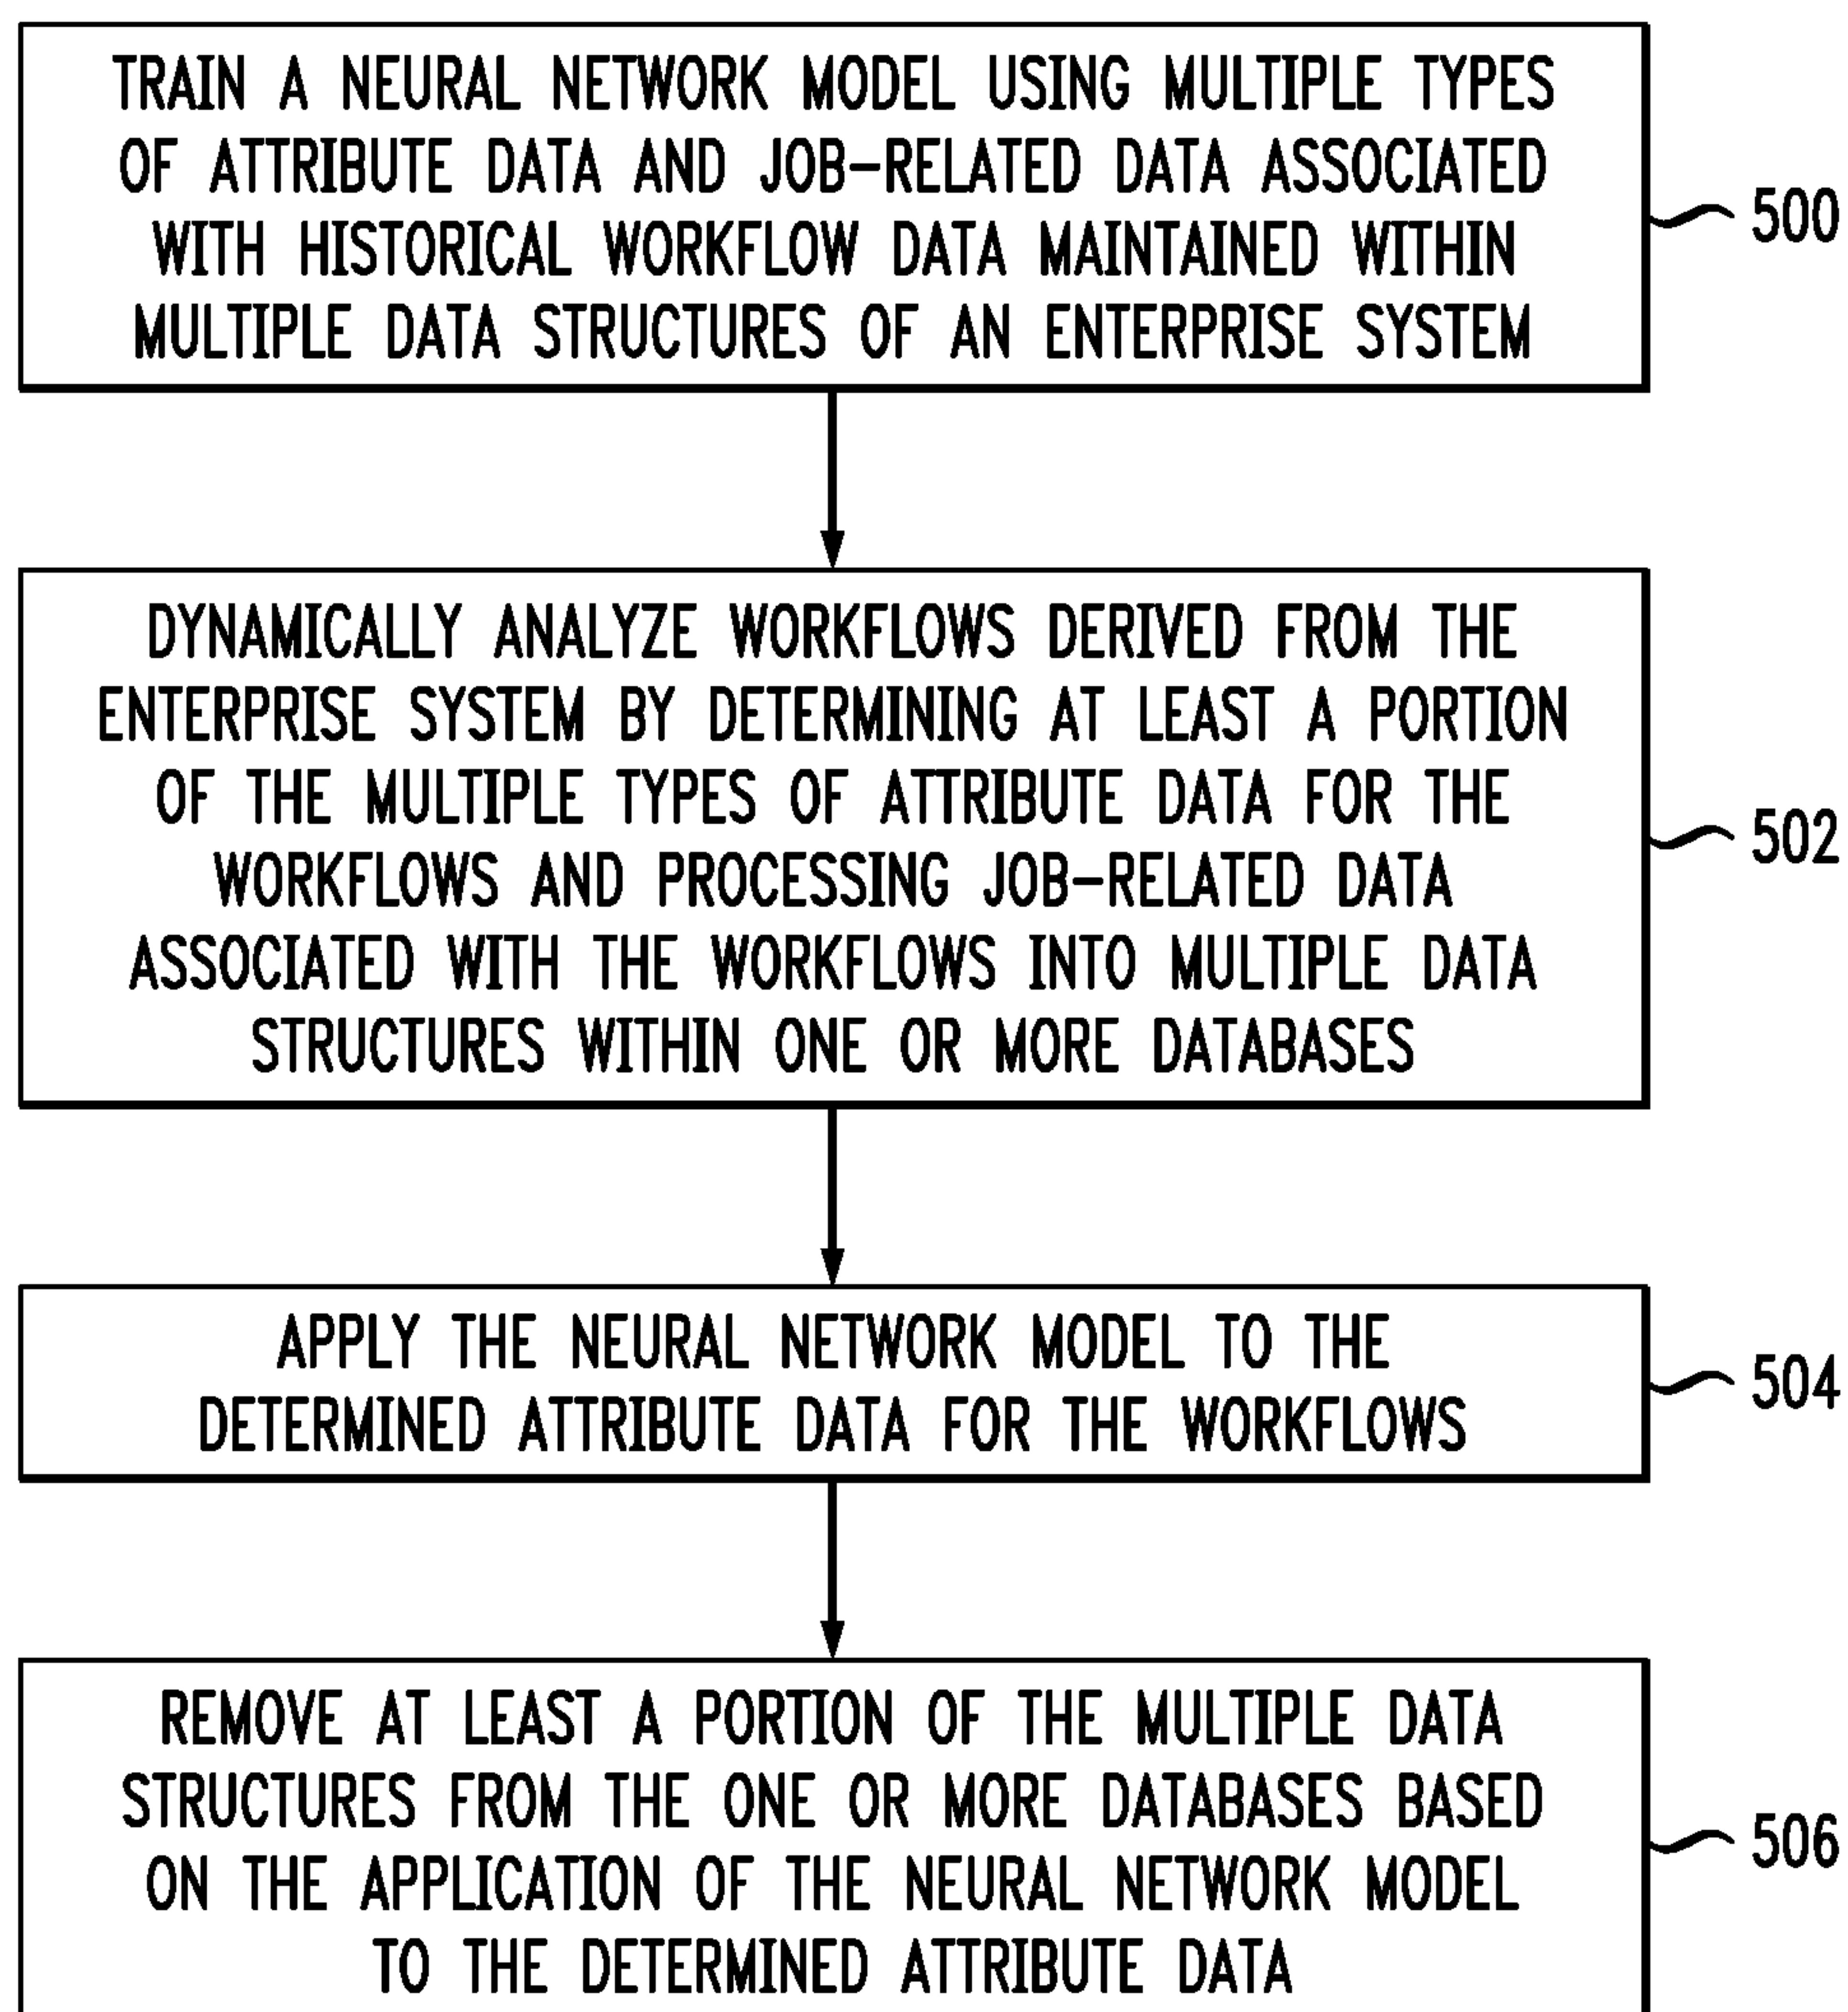 TRAIN A NEURAL NETWORK MODEL USING MULTIPLE TYPES
OF ATTRIBUTE DATA AND JOB-RELATED DATA ASSOCIATED
WITH HISTORICAL WORKFLOW DATA MAINTAINED WITHIN
MULTIPLE DATA STRUCTURES OF AN ENTERPRISE SYSTEM
500
DYNAMICALLY ANALYZE WORKFLOWS DERIVED FROM THE
ENTERPRISE SYSTEM BY DETERMINING AT LEAST A PORTION
OF THE MULTIPLE TYPES OF ATTRIBUTE DATA FOR THE
WORKFLOWS AND PROCESSING JOB-RELATED DATA
ASSOCIATED WITH THE WORKFLOWS INTO MULTIPLE DATA
STRUCTURES WITHIN ONE OR MORE DATABASES
502
APPLY THE NEURAL NETWORK MODEL TO THE
DETERMINED ATTRIBUTE DATA FOR THE WORKFLOWS
504
REMOVE AT LEAST A PORTION OF THE MULTIPLE DATA
STRUCTURES FROM THE ONE OR MORE DATABASES BASED
ON THE APPLICATION OF THE NEURAL NETWORK MODEL
TO THE DETERMINED ATTRIBUTE DATA
506